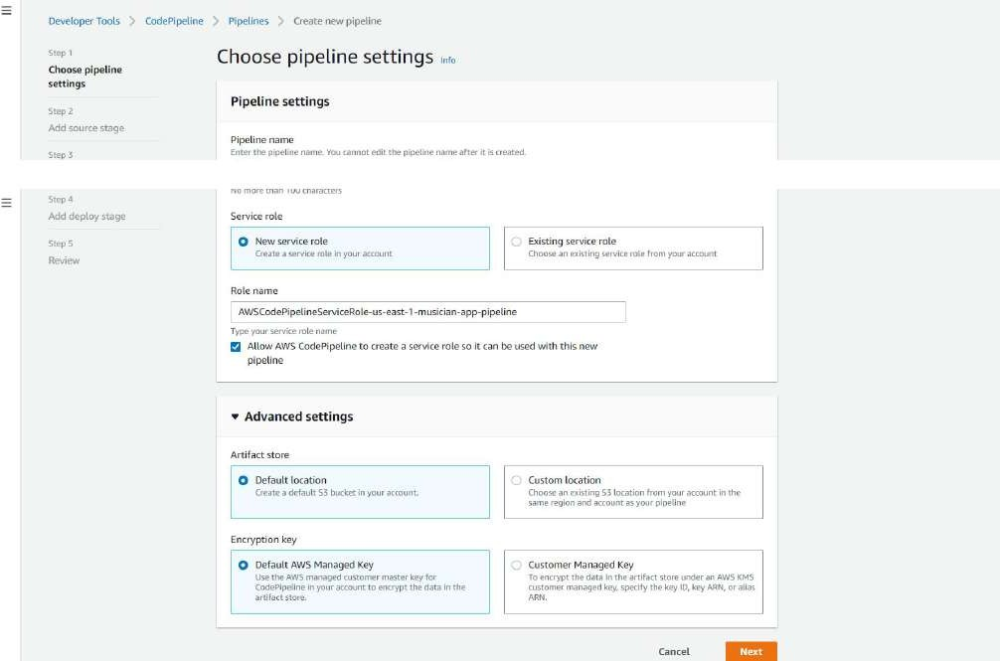 Developer Tools > CodePipeline > Pipelines > Create new pipeline
Step 1
Choose pipeline
settings
Step 2
Add source stage
Step 3
Step 4
Add deploy stage
Step 5
Review
Choose pipeline settings Info
Pipeline settings
Pipeline name
Enter the pipeline name. You cannot edit the pipeline name after it is created.
No more than 100 characters
Service role
New service role
Create a service role in your account
Existing service role
Choose an existing service role from your account
Role name
AWSCodePipelineServiceRole-us-east-1-musician-app-pipeline
Type your service role name
Allow AWS CodePipeline to create a service role so it can be used with this new
pipeline
Advanced settings
Artifact store
Default location
Create a default S3 bucket in your account.
Custom location
Choose an existing S3 location from your account in the
same region and account as your pipeline
Encryption key
Default AWS Managed Key
Use the AWS managed customer master key for
CodePipeline in your account to encrypt the data in the
artifact store.
Customer Managed Key
To encrypt the data in the artifact store under an AWS KMS
customer managed key, specify the key ID, key ARN, or alias
ARN.
Cancel
Next